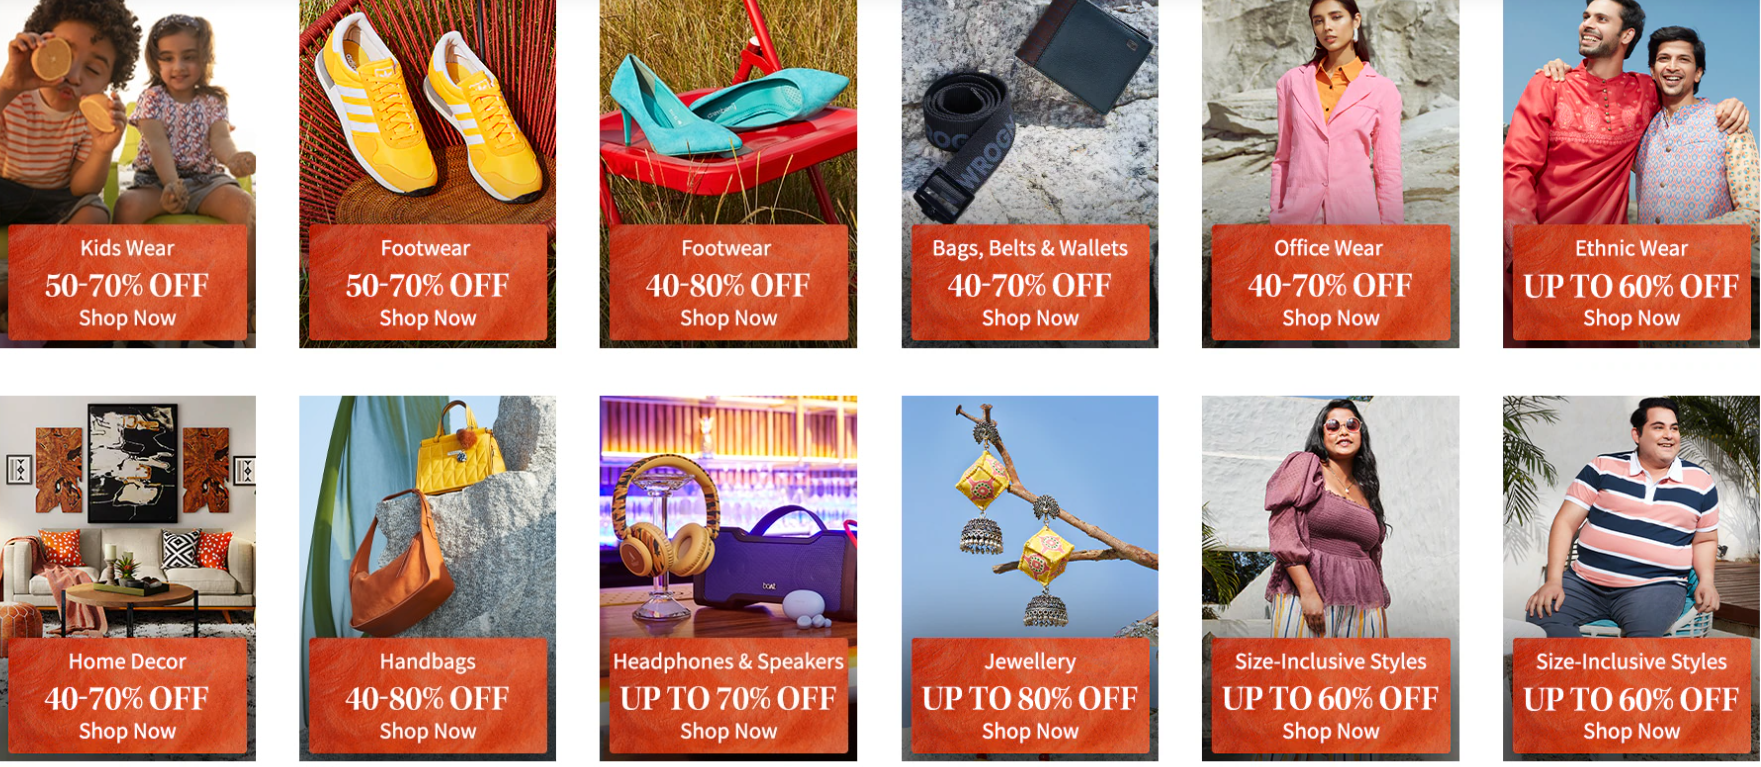 Kids Wear
50-70% OFF
Shop Now
Footwear
50-70% OFF
Shop Now
Footwear
40-80% OFF
Shop Now
WROGN
Bags, Belts & Wallets
40-70% OFF
Shop Now
Office Wear
40-70% OFF
Shop Now
Ethnic Wear
UP TO 60% OFF
Shop Now
Home Decor
40-70% OFF
Shop Now
Handbags
40-80% OFF
Shop Now
boAt
Headphones & Speakers
UP TO 70% OFF
Shop Now
Jewellery
UP TO 80% OFF
Shop Now
Size-Inclusive Styles
UP TO 60% OFF
Shop Now
Size-Inclusive Styles
UP TO 60% OFF
Shop Now